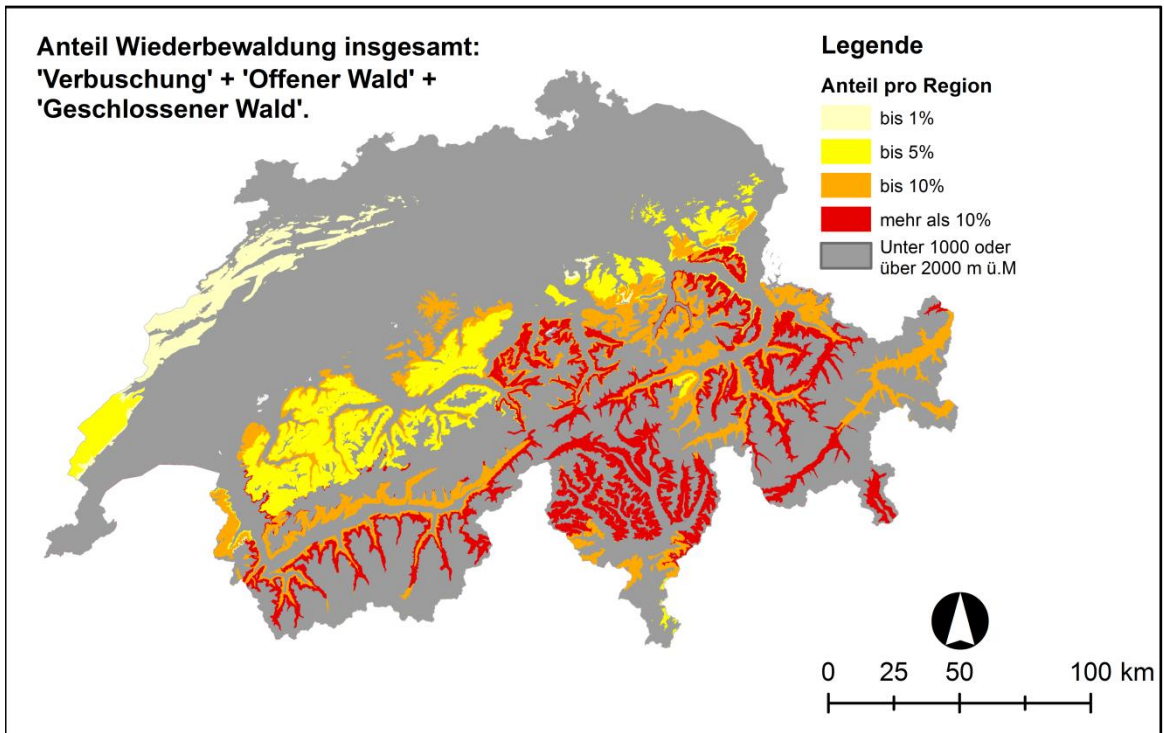 Anteil Wiederbewaldung insgesamt:
'Verbuschung' + 'Offener Wald' +
'Geschlossener Wald'.
Legende
Anteil pro Region
bis 1%
bis 5%
bis 10%
mehr als 10%
Unter 1000 oder
über 2000 m ü.M
0 25 50 100 km